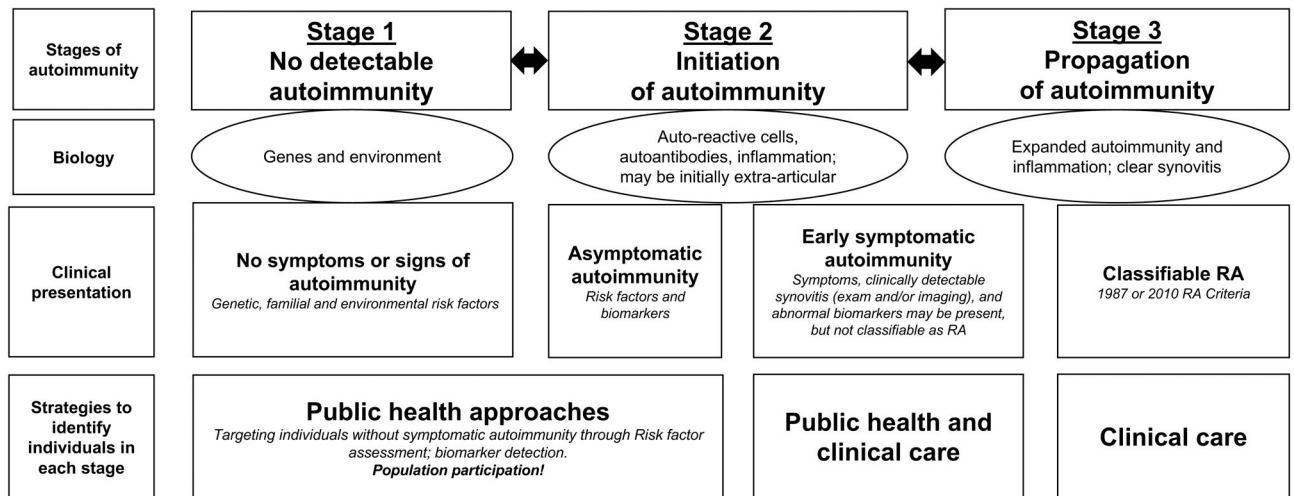 Stages of
autoimmunity
Stage 1
No detectable
autoimmunity
Stage 2
Initiation
of autoimmunity
Stage 3
Propagation
of autoimmunity
Biology
Genes and environment
Auto-reactive cells,
autoantibodies, inflammation;
may be initially extra-articular
Expanded autoimmunity and
inflammation; clear synovitis
Clinical
presentation
No symptoms or signs of
autoimmunity
Genetic, familial and environmental risk factors
Asymptomatic
autoimmunity
Risk factors and
biomarkers
Early symptomatic
autoimmunity
Symptoms, clinically detectable
synovitis (exam and/or imaging), and
abnormal biomarkers may be present,
but not classifiable as RA
Classifiable RA
1987 or 2010 RA Criteria
Strategies to
identify
individuals in
each stage
Public health approaches
Targeting individuals without symptomatic autoimmunity through Risk factor
assessment; biomarker detection.
Population participation!
Public health and
clinical care
Clinical care